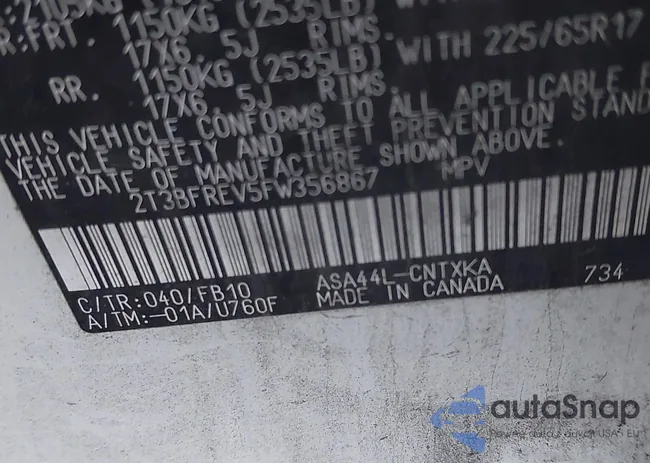 R:FRT. 1150KG (2535LB) WITH 225/65R17
17X6.5J RIMS.
RR. 1150KG (2535LB) WITH
17X6.5J RIMS.
THIS VEHICLE CONFORMS TO ALL APPLICABLE
VEHICLE SAFETY AND THEFT PREVENTION STAND
THE DATE OF MANUFACTURE SHOWN ABOVE.
2T3BFREV5FW356867 MPV
C/TR:040/FB10 ASA44L-CNTXKA 734
A/TM:-01A/U760F MADE IN CANADA
autoSnap